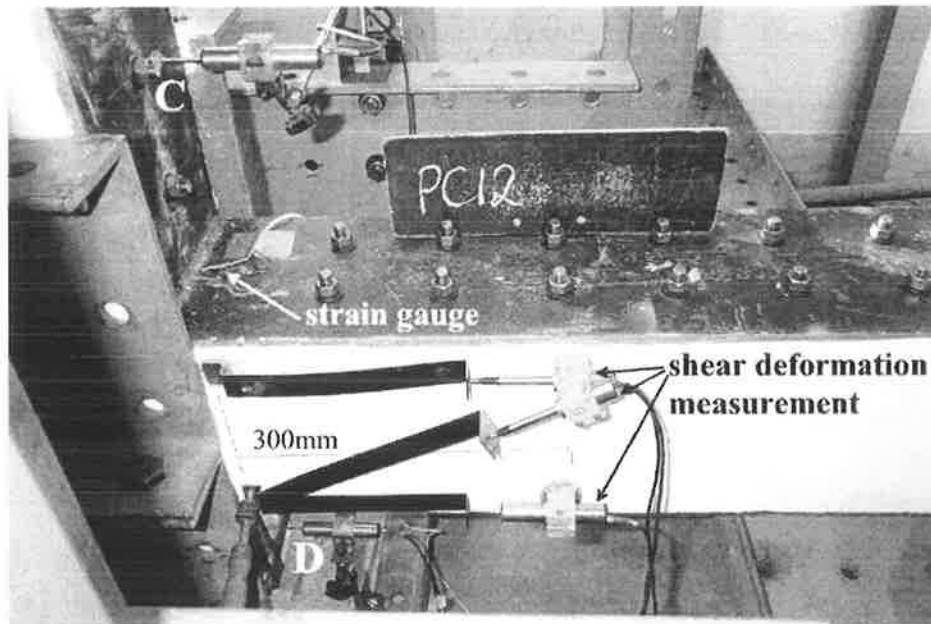 C
PC12
strain gauge
shear deformation
measurement
300mm
D